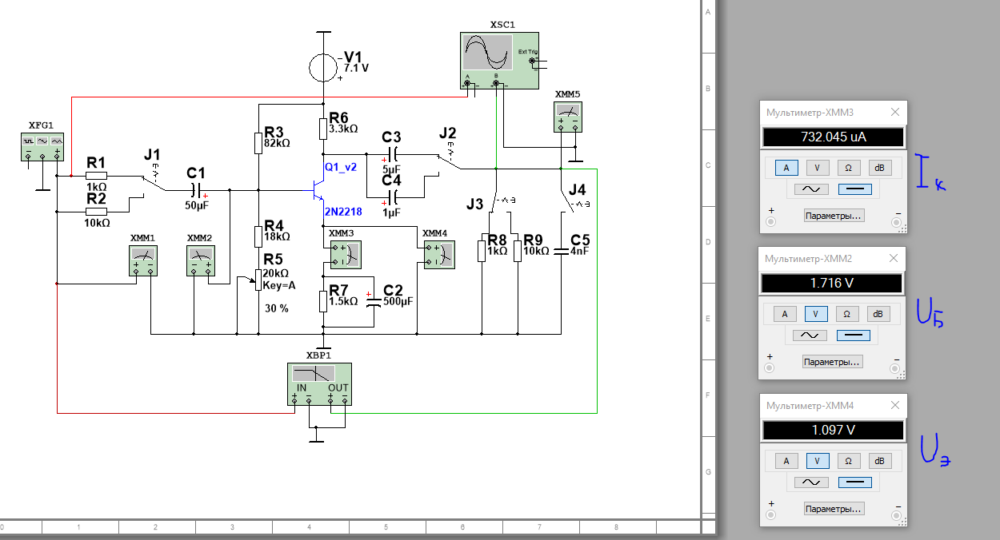 XSC1
Ext Trig
A
B
V1
7.1 V
XMM5
XFG1
R3
82kΩ
R6
3.3kΩ
C3
5µF
J2
R1
1kΩ
J1
C1
50µF
Q1_v2
C4
1µF
R2
10kΩ
2N2218
J3
J4
XMM1
XMM2
R4
18kΩ
XMM3
XMM4
R8
1kΩ
R9
10kΩ
C5
4nF
R5
20kΩ
Key=A
30 %
R7
1.5kΩ
C2
500µF
XBP1
IN
OUT
0 1 2 3 4 5 6 7 8
A
B
C
D
E
F
G
Мультиметр-XMM3
732.045 uA
A V Ω dB
Параметры...
Iк
Мультиметр-XMM2
1.716 V
A V Ω dB
Параметры...
UБ
Мультиметр-XMM4
1.097 V
A V Ω dB
Параметры...
Uэ